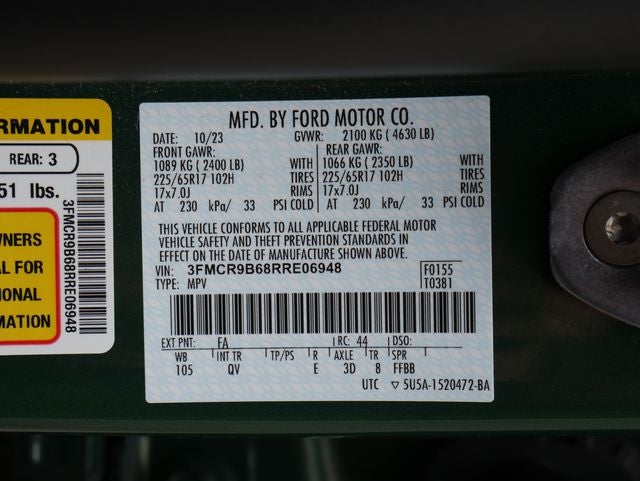 RMATION
REAR: 3
51 lbs.
WNERS
AL FOR
IONAL
MATION
3FMCR9B68RRE06948
MFD. BY FORD MOTOR CO.
DATE: 10/23 GVWR: 2100 KG ( 4630 LB)
FRONT GAWR: REAR GAWR:
1089 KG ( 2400 LB) WITH 1066 KG ( 2350 LB) WITH
225/65R17 102H TIRES 225/65R17 102H TIRES
17x7.0J RIMS 17x7.0J RIMS
AT 230 kPa/ 33 PSI COLD AT 230 kPa/ 33 PSI COLD
THIS VEHICLE CONFORMS TO ALL APPLICABLE FEDERAL MOTOR
VEHICLE SAFETY AND THEFT PREVENTION STANDARDS IN
EFFECT ON THE DATE OF MANUFACTURE SHOWN ABOVE.
VIN: 3FMCR9B68RRE06948 F0155
TYPE: MPV T0381
EXT PNT: FA RC: 44 DSO:
WB INT TR TP/PS R AXLE TR SPR
105 QV E 3D 8 FFBB
UTC ▽ 5U5A-1520472-BA